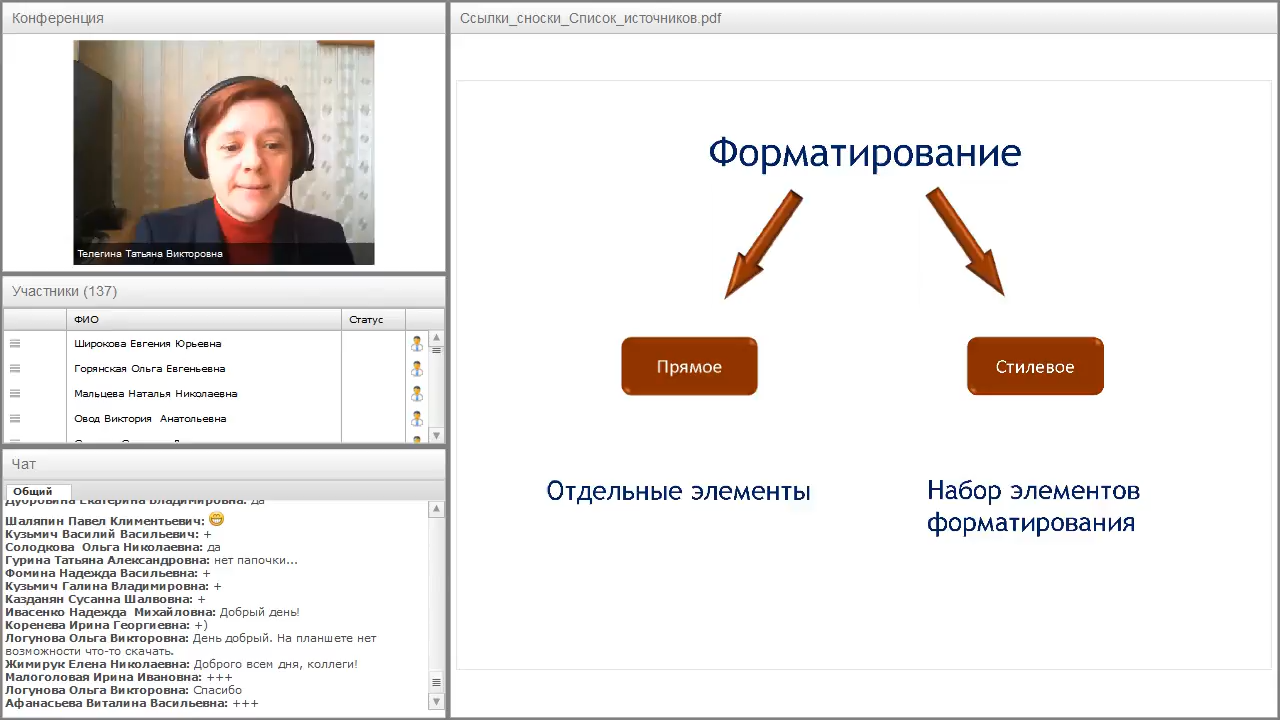 Конференция
Телегина Татьяна Викторовна
Участники (137)
ФИО
Статус
Широкова Евгения Юрьевна
Горянская Ольга Евгеньевна
Мальцева Наталья Николаевна
Овод Виктория Анатольевна
Чат
Общий
Дубровина Екатерина Владимировна: да
Шаляпин Павел Климентьевич:
Кузьмич Василий Васильевич: +
Солодкова Ольга Николаевна: да
Гурина Татьяна Александровна: нет папочки...
Фомина Надежда Васильевна: +
Кузьмич Галина Владимировна: +
Казданян Сусанна Шалвовна: +
Ивасенко Надежда Михайловна: Добрый день!
Коренева Ирина Георгиевна: +)
Логунова Ольга Викторовна: День добрый. На планшете нет
возможности что-то скачать.
Жимирук Елена Николаевна: Доброго всем дня, коллеги!
Малоголовая Ирина Ивановна: +++
Логунова Ольга Викторовна: Спасибо
Афанасьева Виталина Васильевна: +++
Ссылки_сноски_Список_источников.pdf
Форматирование
Прямое
Стилевое
Отдельные элементы
Набор элементов
форматирования